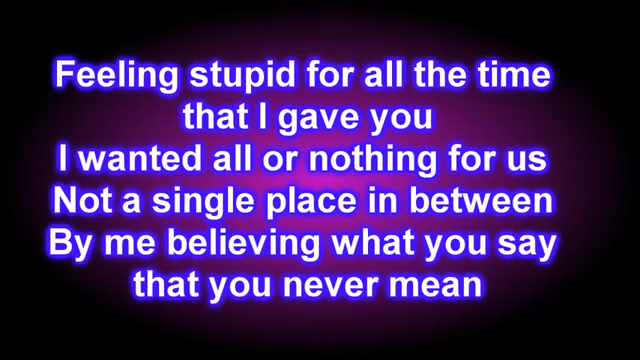 Feeling stupid for all the time
that I gave you
I wanted all or nothing for us
Not a single place in between
By me believing what you say
that you never mean